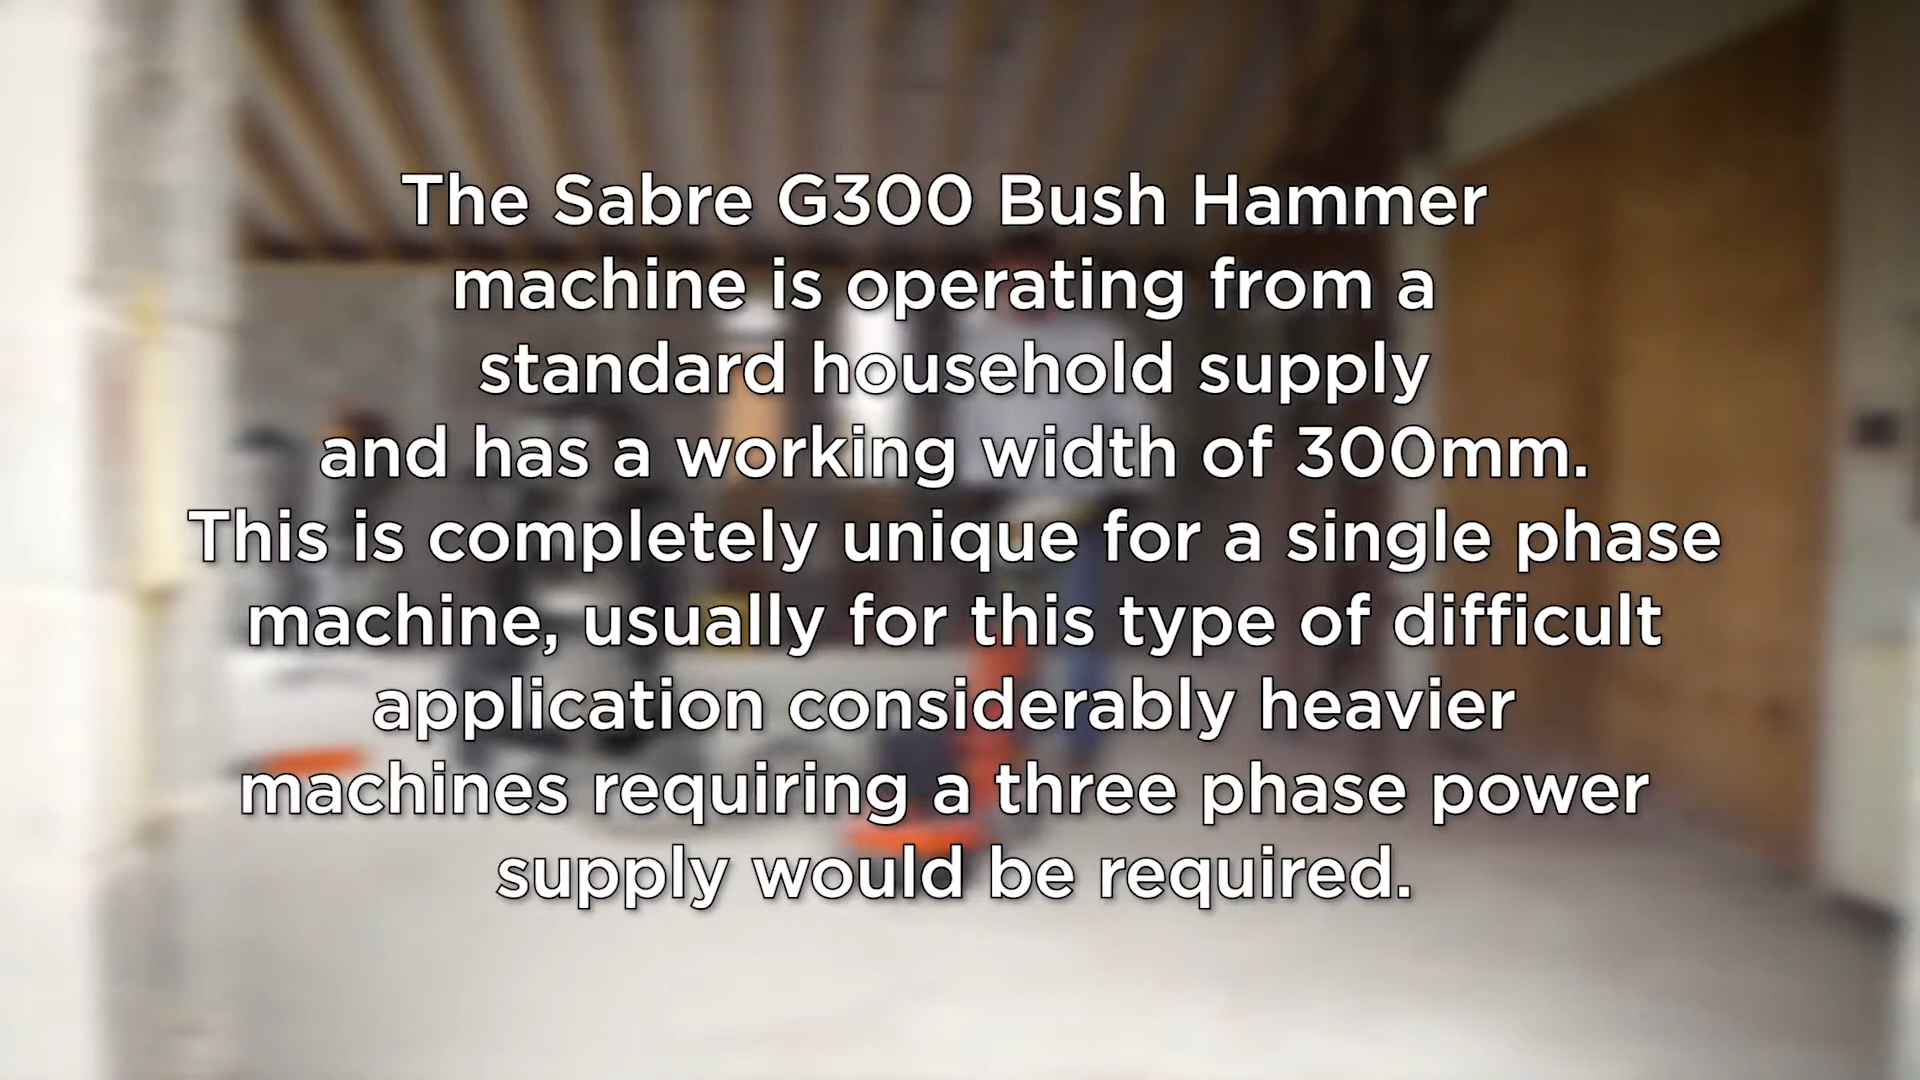 The Sabre G300 Bush Hammer
machine is operating from a
standard household supply
and has a working width of 300mm.
This is completely unique for a single phase
machine, usually for this type of difficult
application considerably heavier
machines requiring a three phase power
supply would be required.